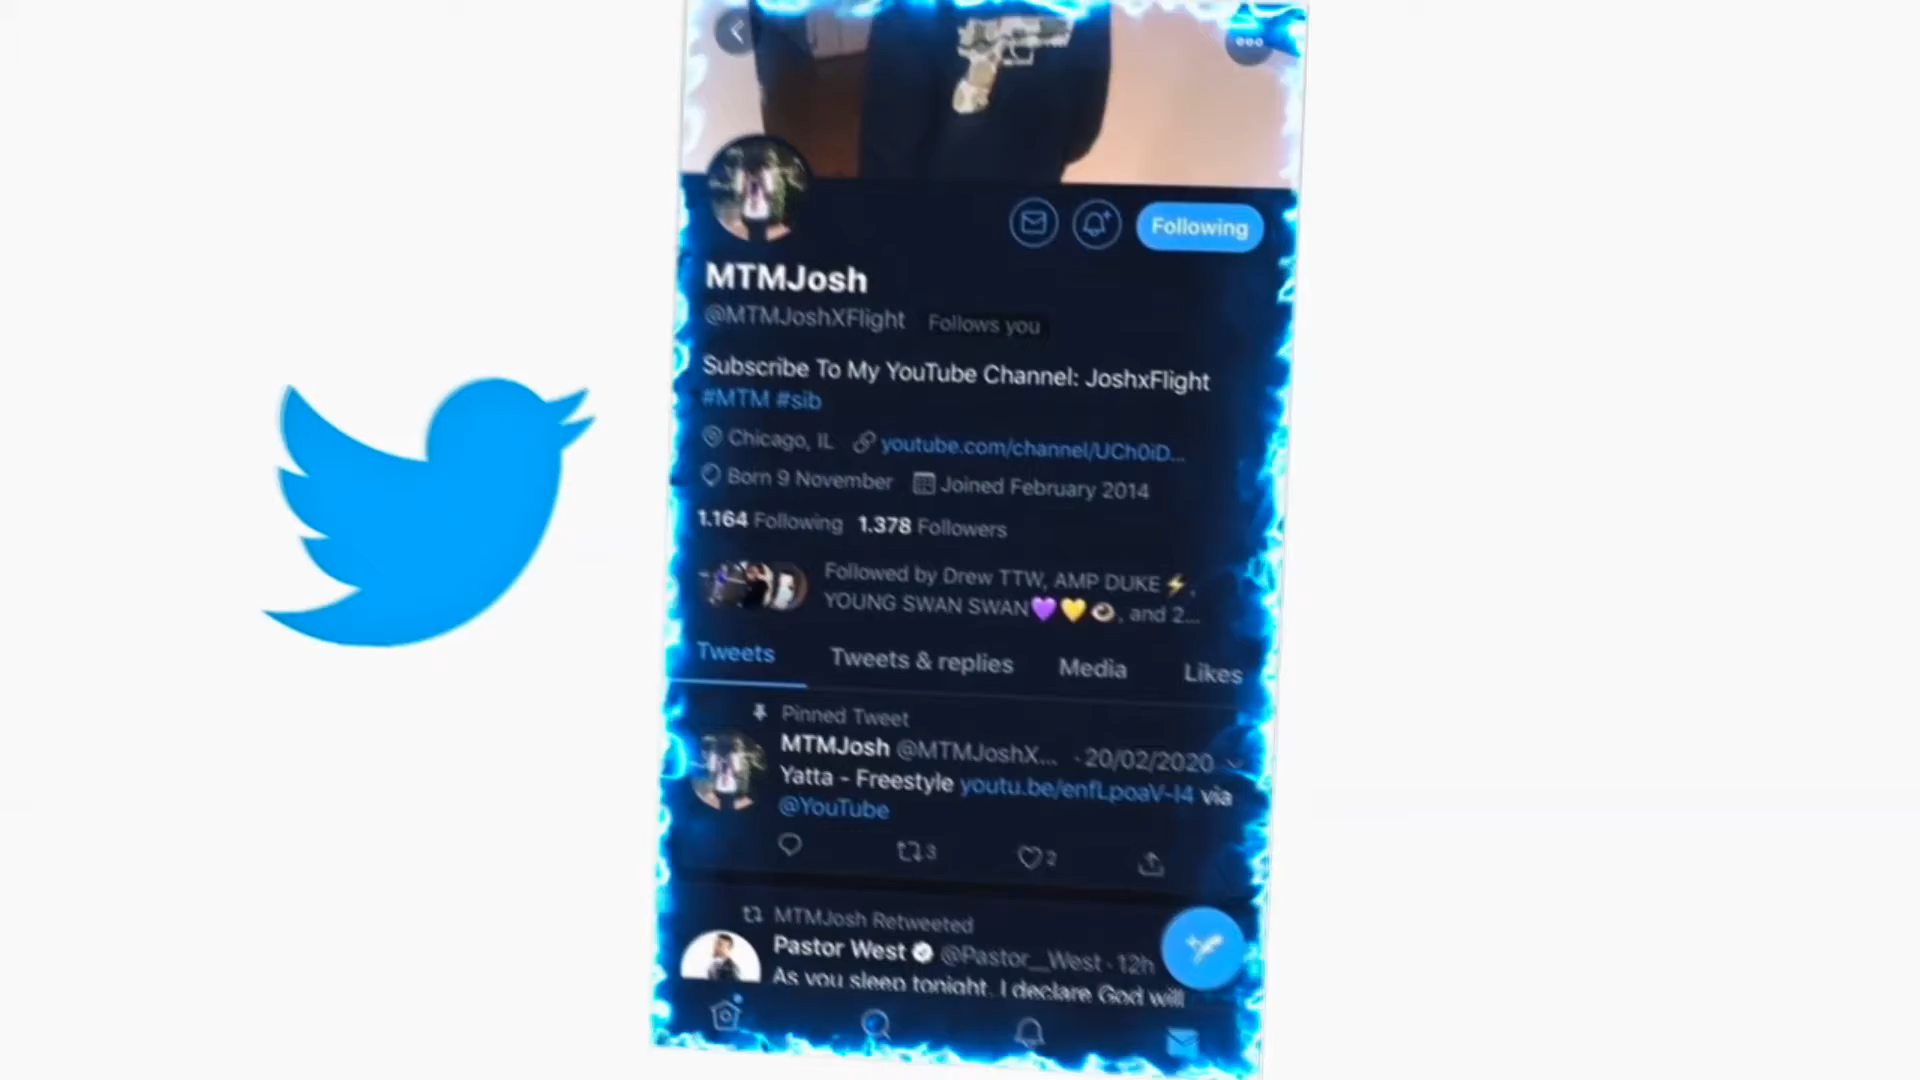 Following
MTMJosh
@MTMJoshXFlight Follows you
Subscribe To My YouTube Channel: JoshxFlight
#MTM #sib
Chicago, IL youtube.com/channel/UCh0iD...
Born 9 November Joined February 2014
1.164 Following 1.378 Followers
Followed by Drew TTW, AMP DUKE⚡,
YOUNG SWAN SWAN💜💛👁, and 2...
Tweets Tweets & replies Media Likes
Pinned Tweet
MTMJosh @MTMJoshX... · 20/02/2020
Yatta - Freestyle youtu.be/enfLpoaV-I4 via
@YouTube
3 2
MTMJosh Retweeted
Pastor West @Pastor__West · 12h
As you sleep tonight, I declare God will